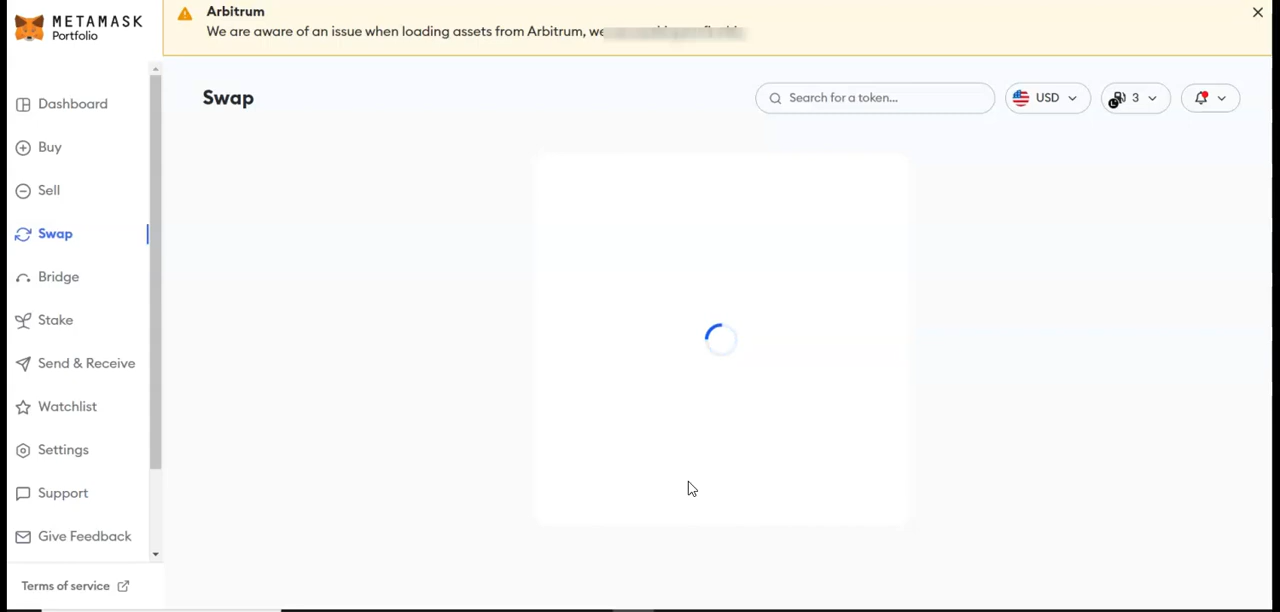 METAMASK
Portfolio
Arbitrum
We are aware of an issue when loading assets from Arbitrum, we
Swap
Search for a token...
USD
3
Dashboard
Buy
Sell
Swap
Bridge
Stake
Send & Receive
Watchlist
Settings
Support
Give Feedback
Terms of service